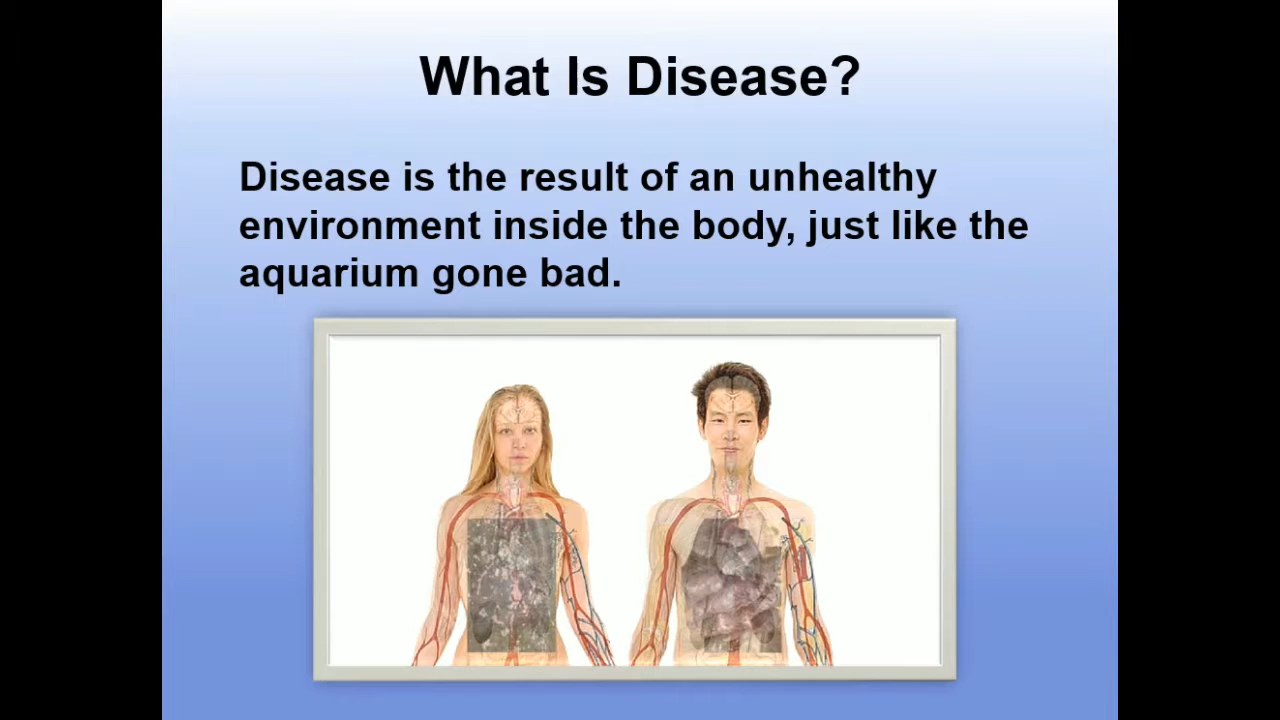 What Is Disease?
Disease is the result of an unhealthy
environment inside the body, just like the
aquarium gone bad.